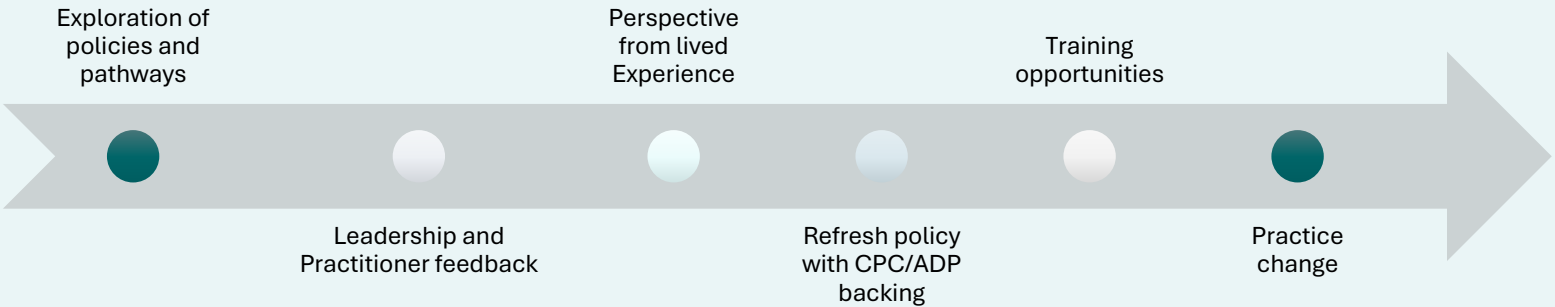 Exploration of
policies and
pathways
Leadership and
Practitioner feedback
Perspective
from lived
Experience
Refresh policy
with CPC/ADP
backing
Training
opportunities
Practice
change